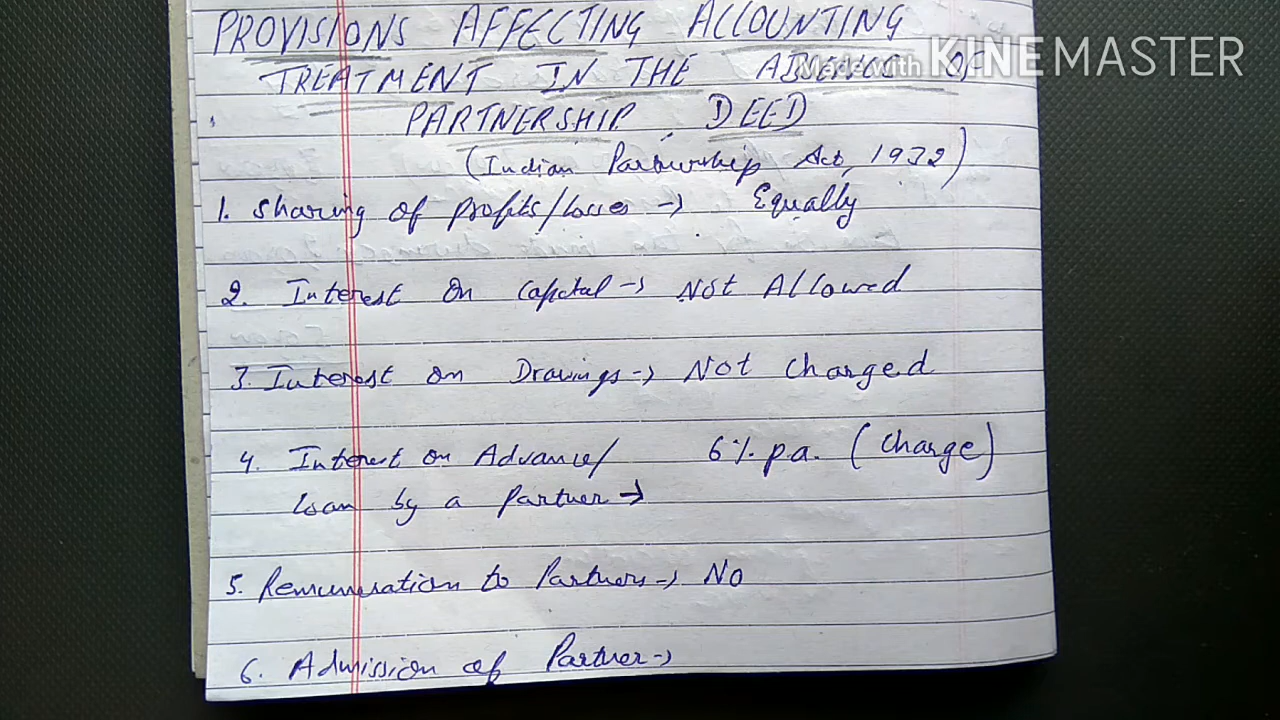 PROVISIONS AFFECTING ACCOUNTING
Made with KINEMASTER
TREATMENT IN THE ABSENCE OF
PARTNERSHIP DEED
(Indian Partnership Act, 1932)
1. Sharing of Profits/Losses → Equally
2. Interest on Capital → Not Allowed
3. Interest on Drawings → Not Charged
4. Interest on Advance/ 6% p.a. (Charge)
Loan by a Partner →
5. Remuneration to Partners → No
6. Admission of Partner →